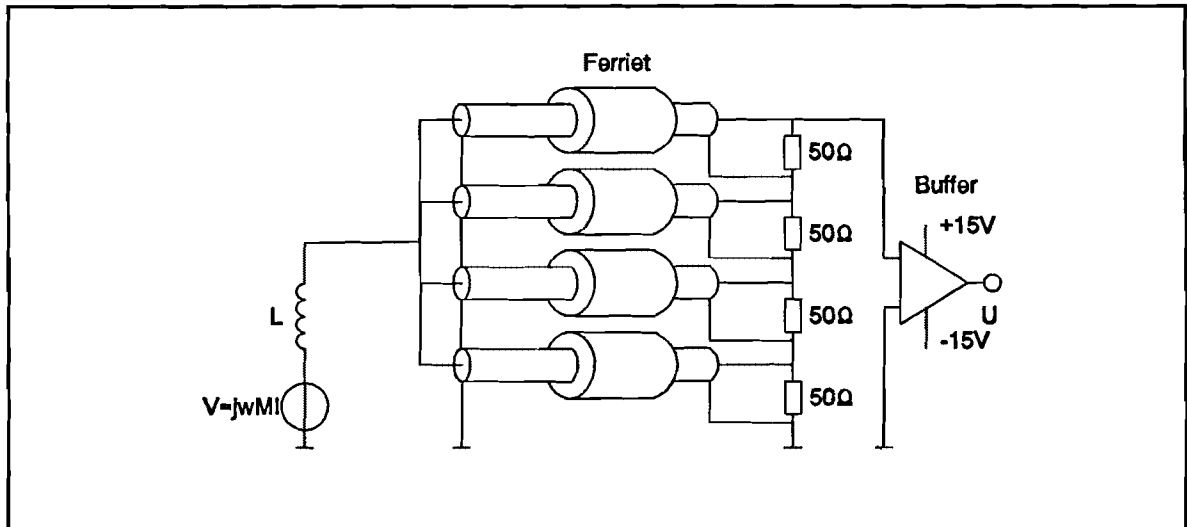 Ferriet
50Ω
Buffer
+15V
50Ω
L
50Ω
U
-15V
V=jwMI
50Ω